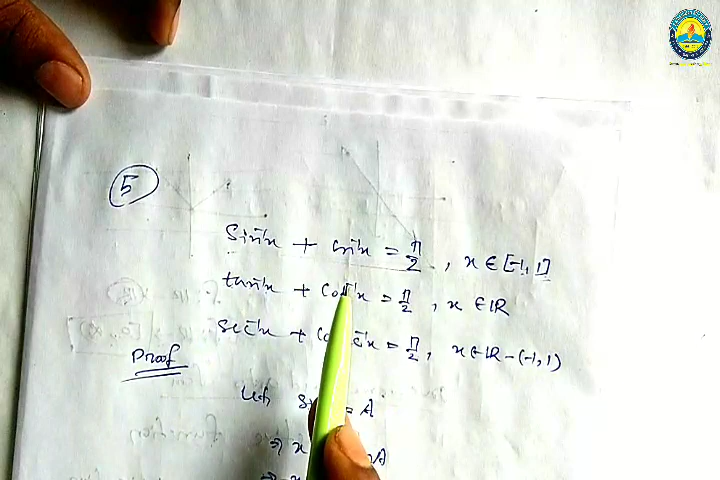 5
sin⁻¹x + cos⁻¹x = π/2 , x ∈ [-1, 1]
tan⁻¹x + cot⁻¹x = π/2 , x ∈ IR
sec⁻¹x + cosec⁻¹x = π/2 , x ∈ IR - (-1, 1)
Proof
Let = A
⇒ x A
⇒ x